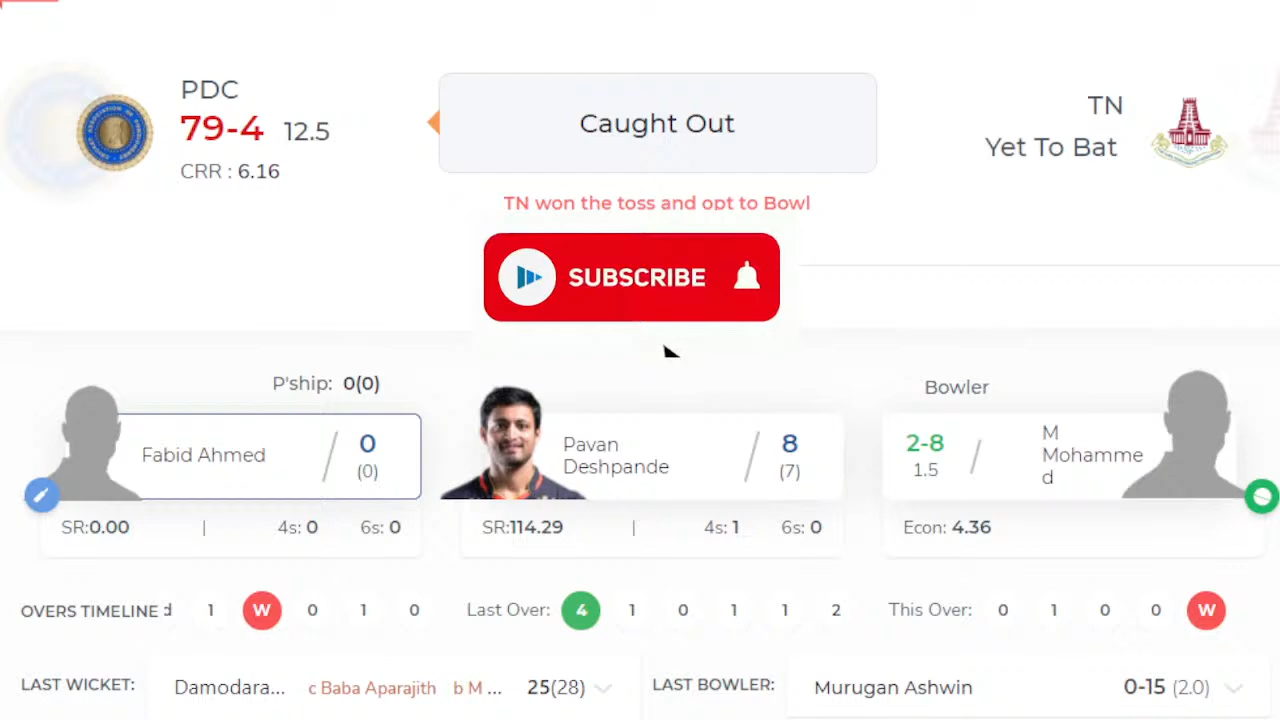 PDC
79-4 12.5
CRR : 6.16
Caught Out
TN
Yet To Bat
TN won the toss and opt to Bowl
SUBSCRIBE
P'ship: 0(0)
Fabid Ahmed / 0
(0)
SR:0.00 | 4s: 0 6s: 0
Pavan
Deshpande / 8
(7)
SR:114.29 | 4s: 1 6s: 0
Bowler
2-8 /
1.5
M
Mohamme
d
Econ: 4.36
OVERS TIMELINE d 1 W 0 1 0 Last Over: 4 1 0 1 1 2 This Over: 0 1 0 0 W
LAST WICKET: Damodara... c Baba Aparajith b M ... 25(28) LAST BOWLER: Murugan Ashwin 0-15 (2.0)